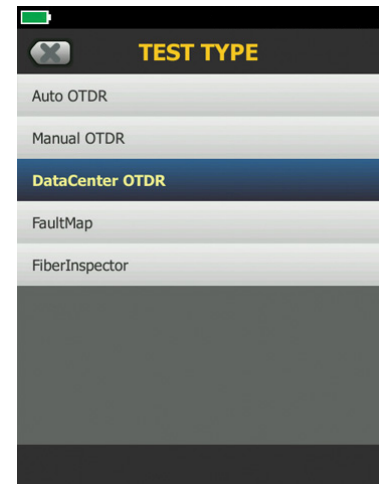 TEST TYPE
Auto OTDR
Manual OTDR
DataCenter OTDR
FaultMap
FiberInspector